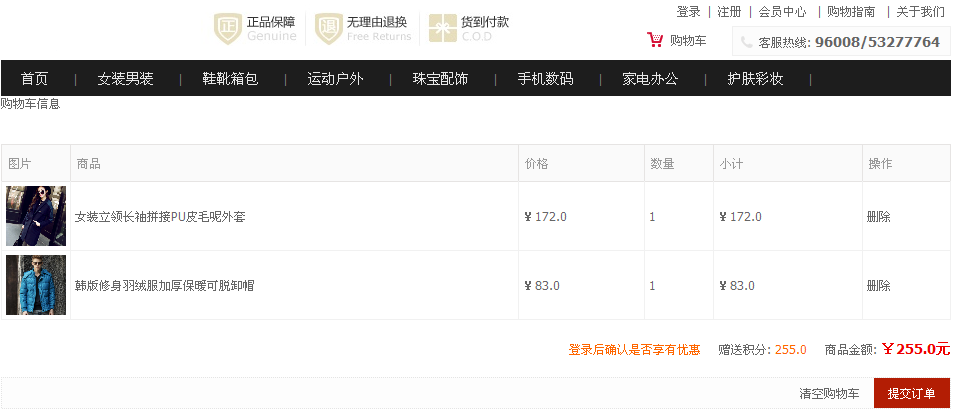 登录 | 注册 | 会员中心 | 购物指南 | 关于我们
正品保障 无理由退换 货到付款
正 Genuine 退 Free Returns C.O.D
购物车 客服热线: 96008/53277764
首页 | 女装男装 | 鞋靴箱包 | 运动户外 | 珠宝配饰 | 手机数码 | 家电办公 | 护肤彩妆 |
购物车信息
图片 商品 价格 数量 小计 操作
女装立领长袖拼接PU皮毛呢外套 ¥ 172.0 1 ¥ 172.0 删除
韩版修身羽绒服加厚保暖可脱卸帽 ¥ 83.0 1 ¥ 83.0 删除
登录后确认是否享有优惠 赠送积分: 255.0 商品金额: ¥255.0元
清空购物车 提交订单